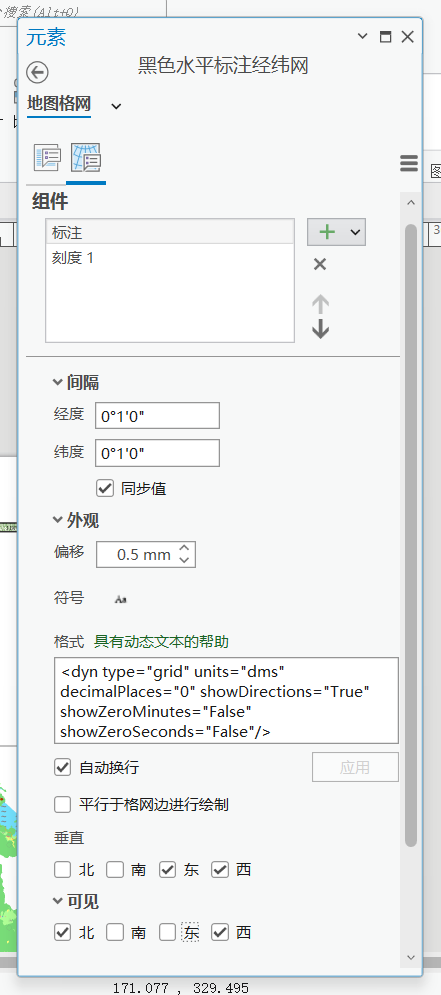 搜索(Alt+Q)
元素
黑色水平标注经纬网
地图格网
组件
标注
刻度 1
间隔
经度 0°1'0"
纬度 0°1'0"
同步值
外观
偏移 0.5 mm
符号 Aa
格式 具有动态文本的帮助
<dyn type="grid" units="dms"
decimalPlaces="0" showDirections="True"
showZeroMinutes="False"
showZeroSeconds="False"/>
自动换行 应用
平行于格网边进行绘制
垂直
北 南 东 西
可见
北 南 东 西
171.077 , 329.495